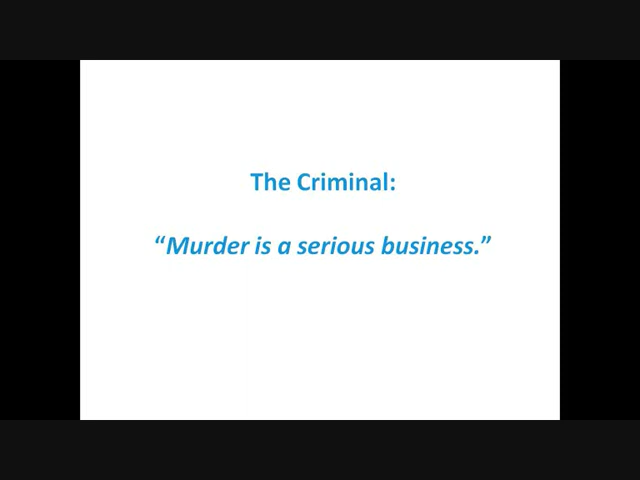 The Criminal:
“Murder is a serious business.”